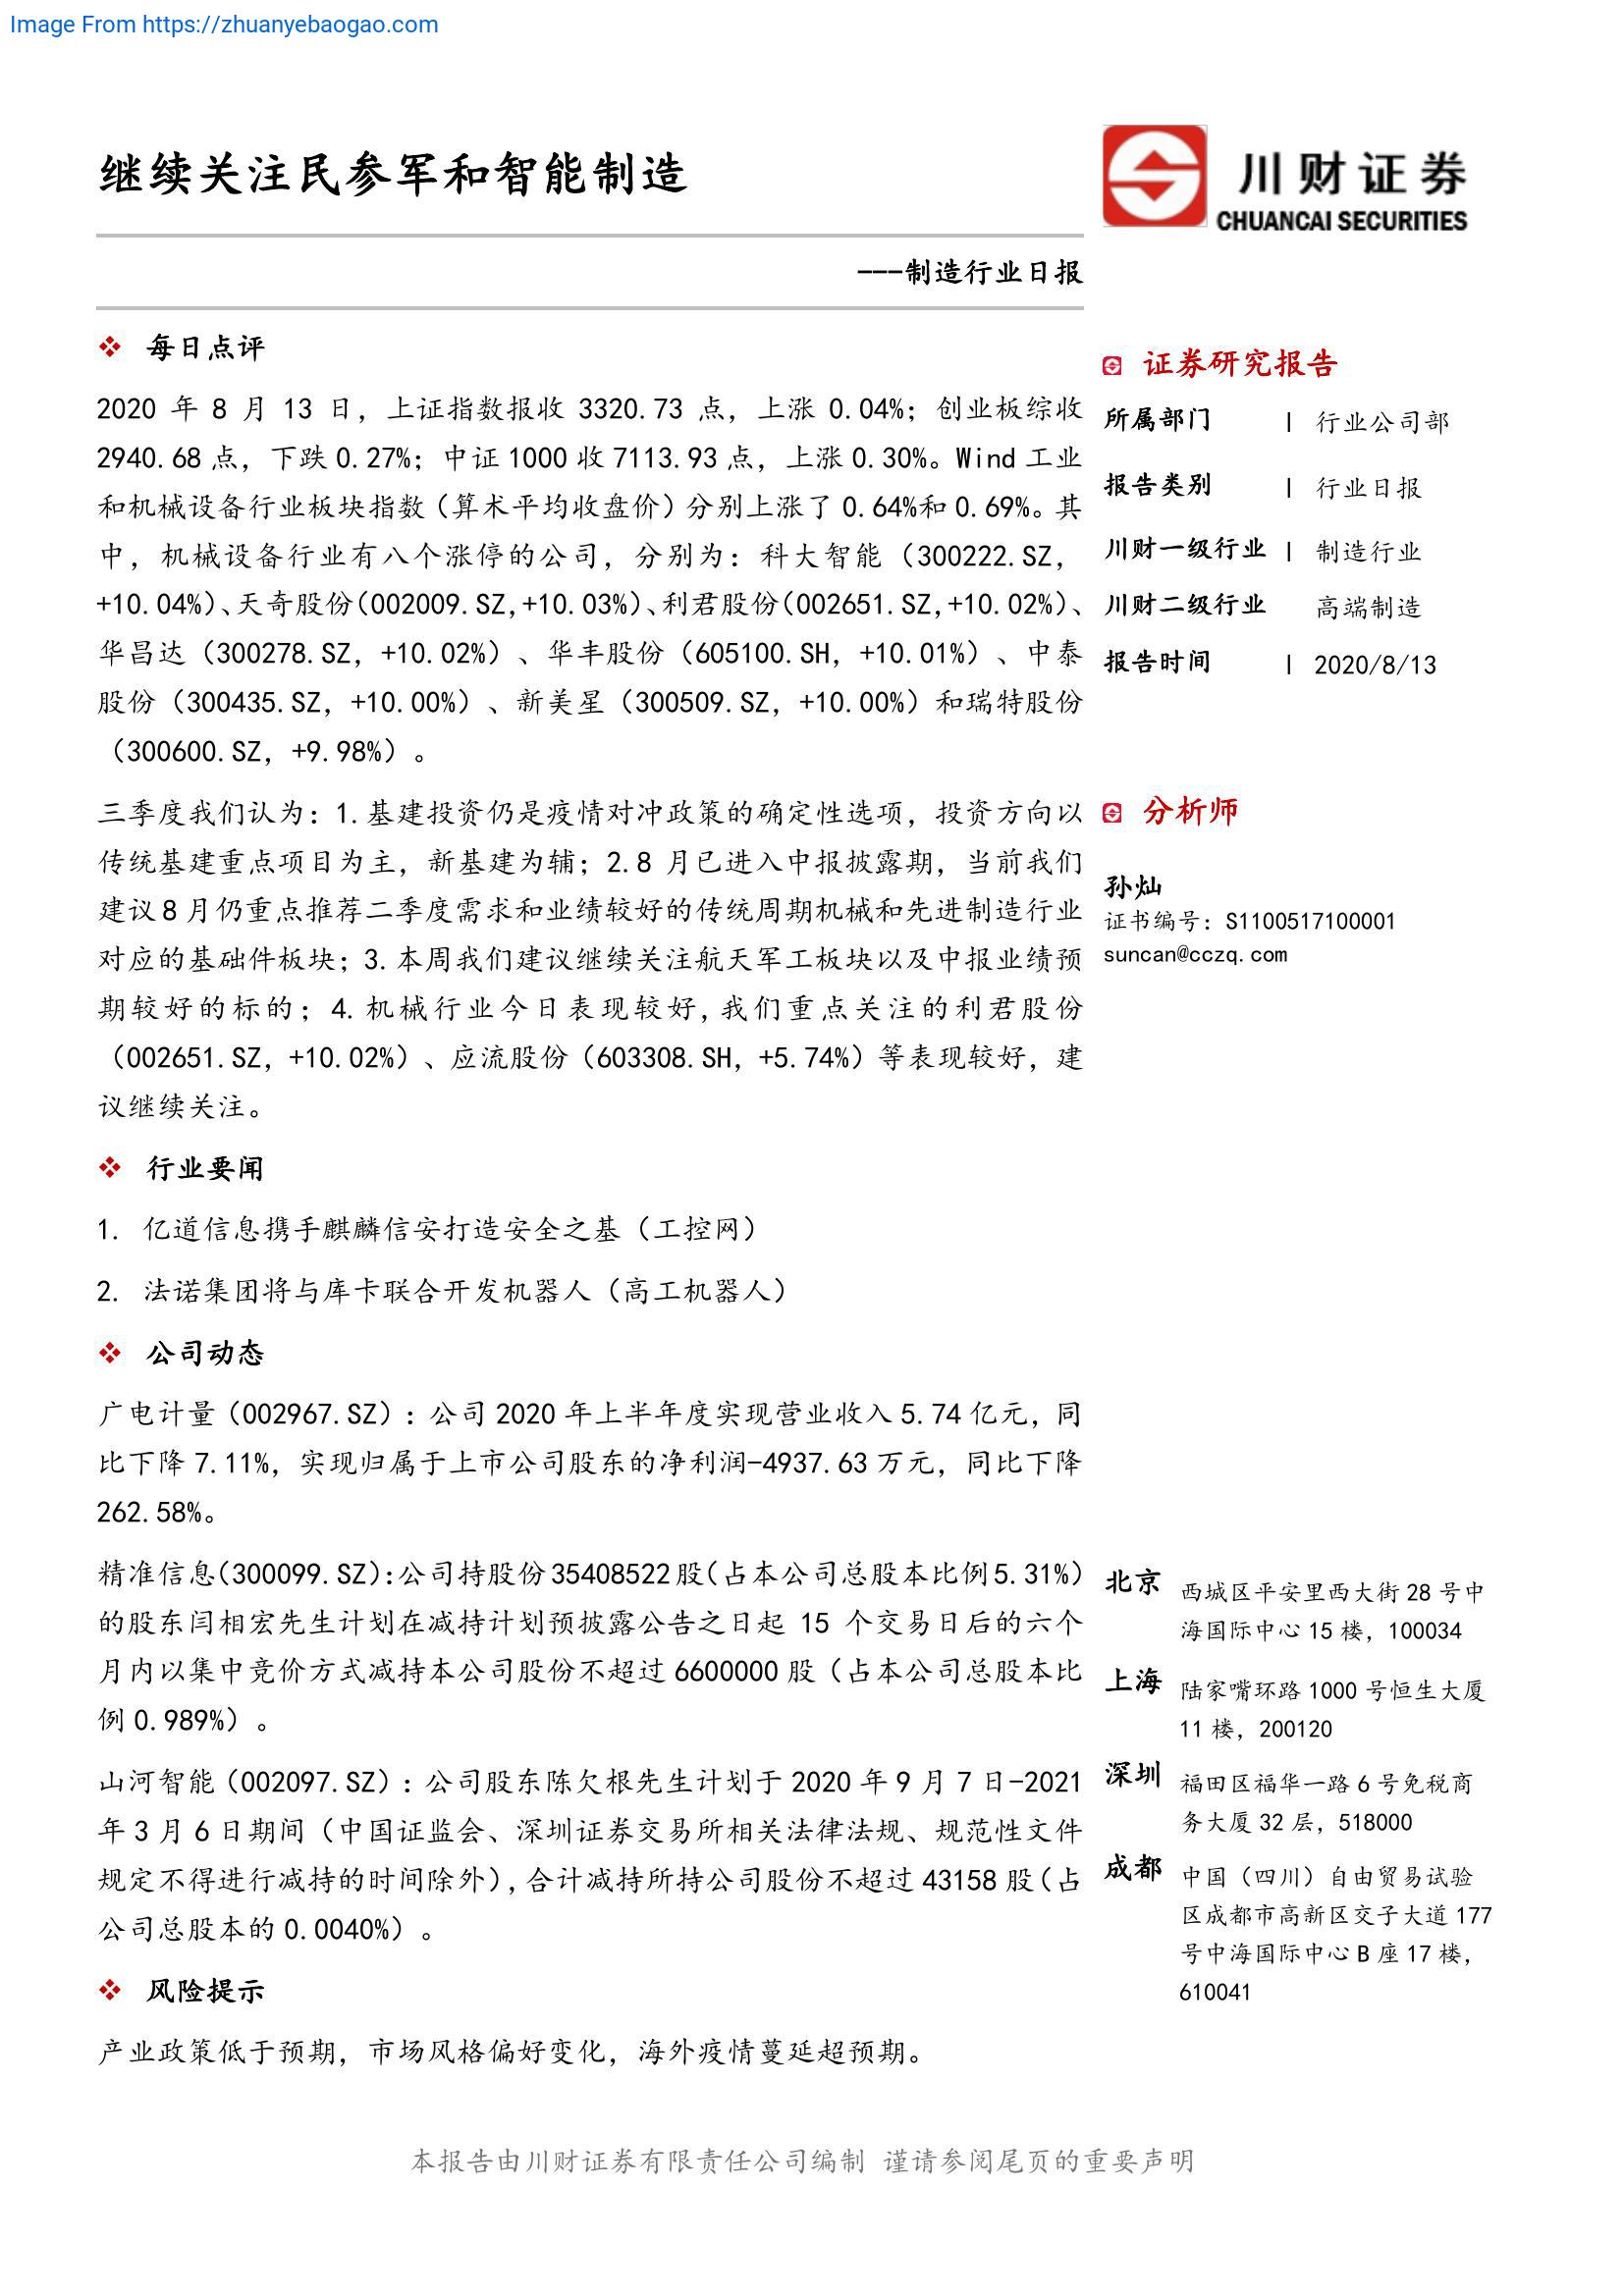 Image From https://zhuanyebaogao.com
继续关注民参军和智能制造
川财证券
CHUANCAI SECURITIES
---制造行业日报
每日点评
2020 年 8 月 13 日，上证指数报收 3320.73 点，上涨 0.04%；创业板综收
2940.68 点，下跌 0.27%；中证 1000 收 7113.93 点，上涨 0.30%。Wind 工业
和机械设备行业板块指数（算术平均收盘价）分别上涨了 0.64%和 0.69%。其
中，机械设备行业有八个涨停的公司，分别为：科大智能（300222.SZ，
+10.04%）、天奇股份（002009.SZ,+10.03%）、利君股份（002651.SZ,+10.02%）、
华昌达（300278.SZ，+10.02%）、华丰股份（605100.SH，+10.01%）、中泰
股份（300435.SZ，+10.00%）、新美星（300509.SZ，+10.00%）和瑞特股份
（300600.SZ，+9.98%）。
三季度我们认为：1.基建投资仍是疫情对冲政策的确定性选项，投资方向以
传统基建重点项目为主，新基建为辅；2.8 月已进入中报披露期，当前我们
建议 8 月仍重点推荐二季度需求和业绩较好的传统周期机械和先进制造行业
对应的基础件板块；3.本周我们建议继续关注航天军工板块以及中报业绩预
期较好的标的；4.机械行业今日表现较好,我们重点关注的利君股份
（002651.SZ，+10.02%）、应流股份（603308.SH，+5.74%）等表现较好，建
议继续关注。
行业要闻
1. 亿道信息携手麒麟信安打造安全之基（工控网）
2. 法诺集团将与库卡联合开发机器人（高工机器人）
公司动态
广电计量（002967.SZ）：公司 2020 年上半年度实现营业收入 5.74 亿元，同
比下降 7.11%，实现归属于上市公司股东的净利润-4937.63 万元，同比下降
262.58%。
精准信息（300099.SZ）：公司持股份 35408522 股（占本公司总股本比例 5.31%）
的股东闫相宏先生计划在减持计划预披露公告之日起 15 个交易日后的六个
月内以集中竞价方式减持本公司股份不超过 6600000 股（占本公司总股本比
例 0.989%）。
山河智能（002097.SZ）：公司股东陈欠根先生计划于 2020 年 9 月 7 日-2021
年 3 月 6 日期间（中国证监会、深圳证券交易所相关法律法规、规范性文件
规定不得进行减持的时间除外）,合计减持所持公司股份不超过 43158 股（占
公司总股本的 0.0040%）。
风险提示
产业政策低于预期，市场风格偏好变化，海外疫情蔓延超预期。
证券研究报告
所属部门 | 行业公司部
报告类别 | 行业日报
川财一级行业 | 制造行业
川财二级行业 高端制造
报告时间 | 2020/8/13
分析师
孙灿
证书编号：S1100517100001
suncan@cczq.com
北京 西城区平安里西大街 28 号中
海国际中心 15 楼，100034
上海 陆家嘴环路 1000 号恒生大厦
11 楼，200120
深圳 福田区福华一路 6 号免税商
务大厦 32 层，518000
成都 中国（四川）自由贸易试验
区成都市高新区交子大道 177
号中海国际中心 B 座 17 楼，
610041
本报告由川财证券有限责任公司编制 谨请参阅尾页的重要声明